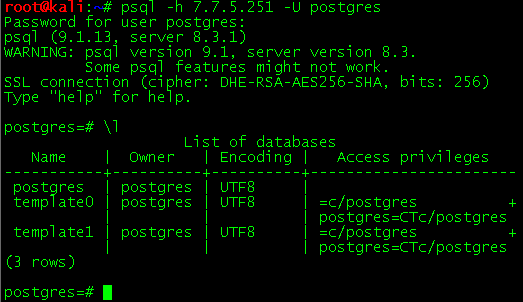 root@kali:~# psql -h 7.7.5.251 -U postgres
Password for user postgres:
psql (9.1.13, server 8.3.1)
WARNING: psql version 9.1, server version 8.3.
         Some psql features might not work.
SSL connection (cipher: DHE-RSA-AES256-SHA, bits: 256)
Type "help" for help.

postgres=# \l
                  List of databases
   Name    |  Owner   | Encoding |   Access privileges
-----------+----------+----------+-----------------------
 postgres  | postgres | UTF8     |
 template0 | postgres | UTF8     | =c/postgres          +
           |          |          | postgres=CTc/postgres
 template1 | postgres | UTF8     | =c/postgres          +
           |          |          | postgres=CTc/postgres
(3 rows)

postgres=#